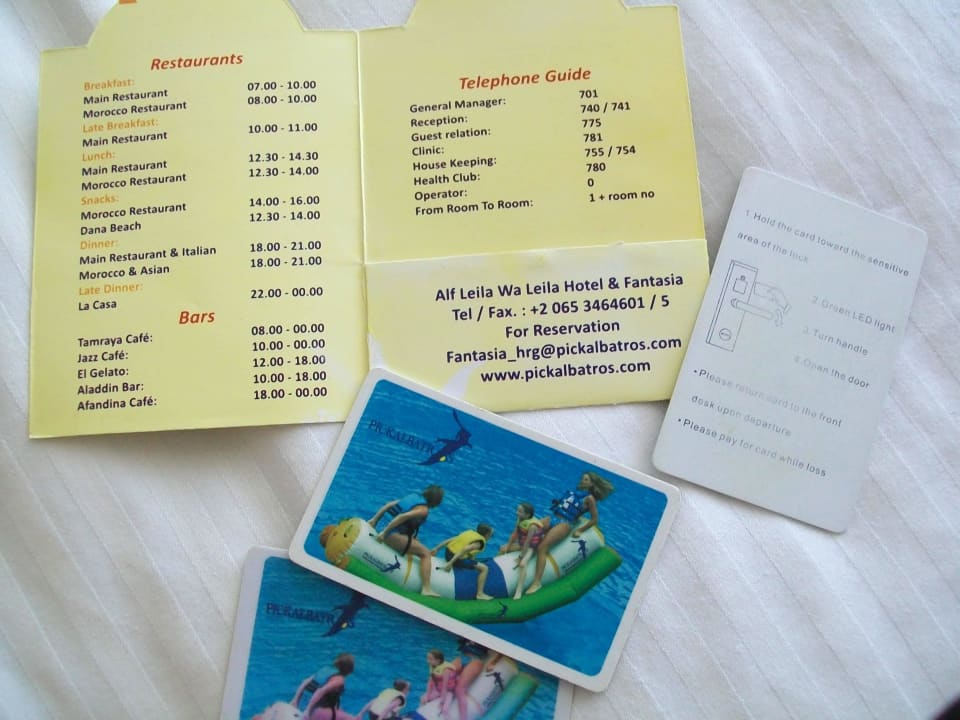 Restaurants
Breakfast:
Main Restaurant 07.00 - 10.00
Morocco Restaurant 08.00 - 10.00
Late Breakfast:
Main Restaurant 10.00 - 11.00
Lunch:
Main Restaurant 12.30 - 14.30
Morocco Restaurant 12.30 - 14.00
Snacks:
Morocco Restaurant 14.00 - 16.00
Dana Beach 12.30 - 14.00
Dinner:
Main Restaurant & Italian 18.00 - 21.00
Morocco & Asian 18.00 - 21.00
Late Dinner:
La Casa 22.00 - 00.00
Bars
Tamraya Café: 08.00 - 00.00
Jazz Café: 10.00 - 00.00
El Gelato: 12.00 - 18.00
Aladdin Bar: 10.00 - 18.00
Afandina Café: 18.00 - 00.00
Telephone Guide
General Manager: 701
Reception: 740 / 741
Guest relation: 775
Clinic: 781
House Keeping: 755 / 754
Health Club: 780
Operator: 0
From Room To Room: 1 + room no
Alf Leila Wa Leila Hotel & Fantasia
Tel / Fax. : +2 065 3464601 / 5
For Reservation
Fantasia_hrg@pickalbatros.com
www.pickalbatros.com
1.Hold the card toward the sensitive
area of the lock
2.Green LED light
3.Turn handle
4.Open the door
•Please return card to the front
desk upon departure
•Please pay for card while loss
PICKALBATROS
PICKALBATROS